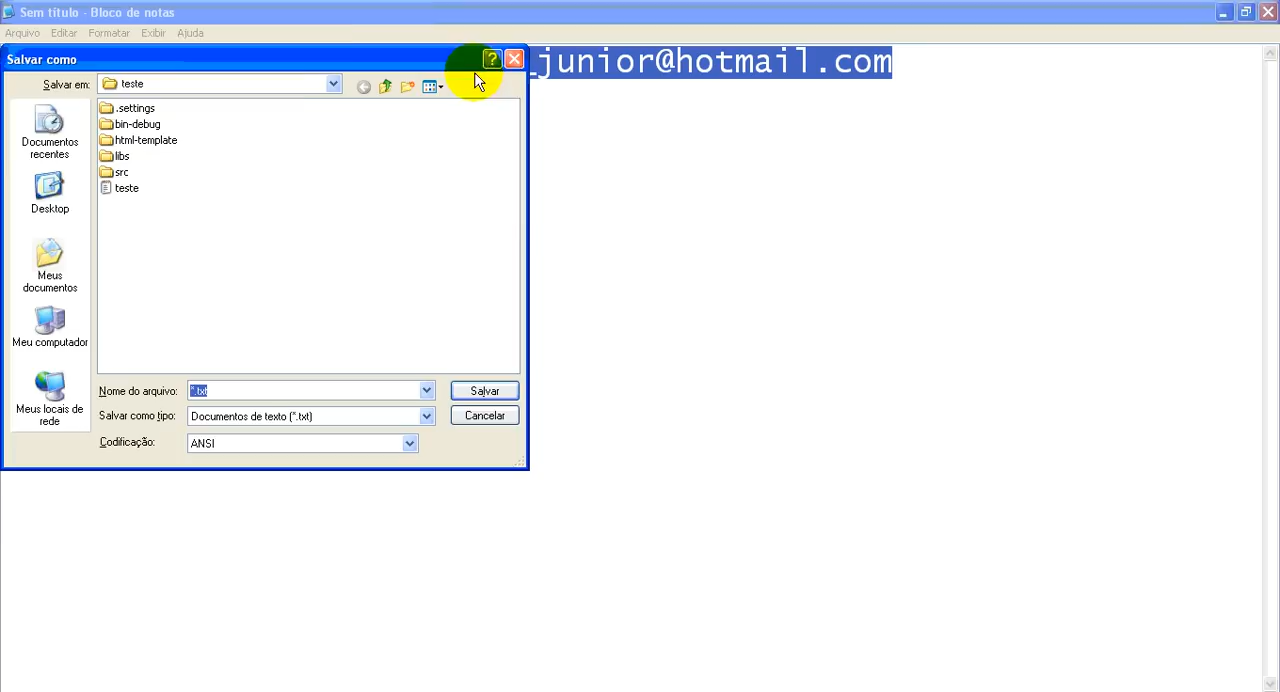 Sem título - Bloco de notas
Arquivo Editar Formatar Exibir Ajuda
_junior@hotmail.com
Salvar como
?
Salvar em: teste
Documentos recentes
Desktop
Meus documentos
Meu computador
Meus locais de rede
.settings
bin-debug
html-template
libs
src
teste
Nome do arquivo: *.txt
Salvar
Salvar como tipo: Documentos de texto (*.txt)
Cancelar
Codificação: ANSI